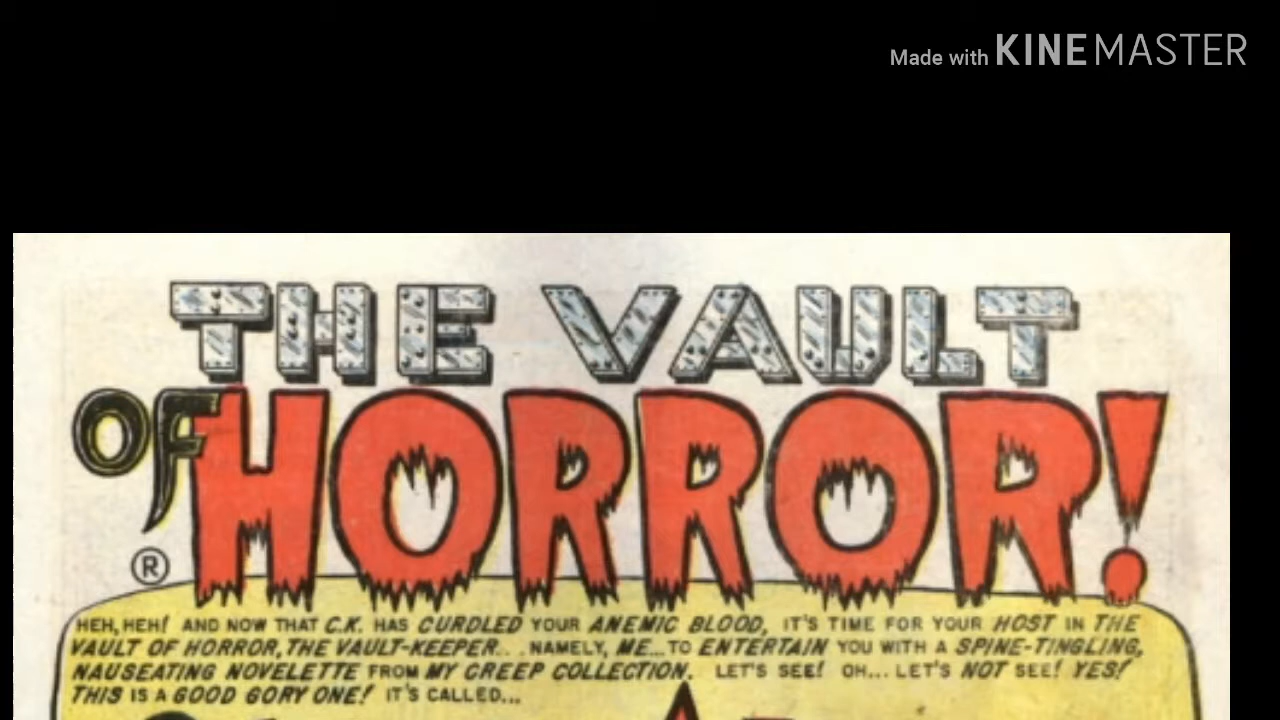 Made with KINEMASTER
THE VAULT
OF HORROR!
®
HEH, HEH! AND NOW THAT C.K. HAS CURDLED YOUR ANEMIC BLOOD, IT'S TIME FOR YOUR HOST IN THE
VAULT OF HORROR, THE VAULT-KEEPER... NAMELY, ME... TO ENTERTAIN YOU WITH A SPINE-TINGLING,
NAUSEATING NOVELETTE FROM MY CREEP COLLECTION. LET'S SEE! OH... LET'S NOT SEE! YES!
THIS IS A GOOD GORY ONE! IT'S CALLED...